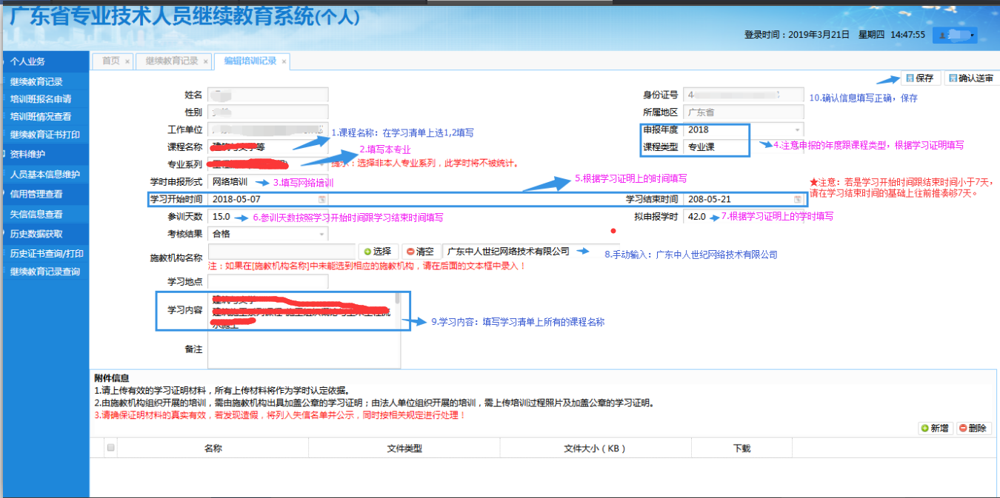 广东省专业技术人员继续教育系统(个人)
登录时间：2019年3月21日 星期四 14:47:55
个人业务
继续教育记录
培训班报名申请
培训班情况查看
继续教育证书打印
资料维护
人员基本信息维护
信用管理查看
失信信息查看
历史数据获取
历史证书查询/打印
继续教育记录查询
首页 × 继续教育记录 × 编辑培训记录 ×
保存 确认送审
10.确认信息填写正确，保存
姓名 身份证号 4
性别 所属地区 广东省
工作单位 申报年度 2018
1.课程名称：在学习清单上选1,2填写
课程名称 等 课程类型 专业课
2.填写本专业
4.注意申报的年度跟课程类型，根据学习证明填写
专业系列 提示：选择非本人专业系列，此学时将不被统计。
学时申报形式 网络培训 3.填写网络培训
5.根据学习证明上的时间填写
★注意：若是学习开始时间跟结束时间小于7天，
请在学习结束时间的基础上往前推凑够7天。
学习开始时间 2018-05-07 学习结束时间 208-05-21
参训天数 15.0 6.参训天数按照学习开始时间跟学习结束时间填写 拟申报学时 42.0 7.根据学习证明上的学时填写
考核结果 合格
施教机构名称 选择 清空 广东中人世纪网络技术有限公司 8.手动输入：广东中人世纪网络技术有限公司
注：如果在[施教机构名称]中未能选到相应的施教机构，请在后面的文本框中录入！
学习地点
学习内容
9.学习内容：填写学习清单上所有的课程名称
备注
附件信息
1.请上传有效的学习证明材料，所有上传材料将作为学时认定依据。
2.由施教机构组织开展的培训，需由施教机构出具加盖公章的学习证明；由法人单位组织开展的培训，需上传培训过程照片及加盖公章的学习证明。
3.请确保证明材料的真实有效，若发现造假，将列入失信名单并公示，同时按相关规定进行处理！
新增 删除
名称 文件类型 文件大小（KB） 下载